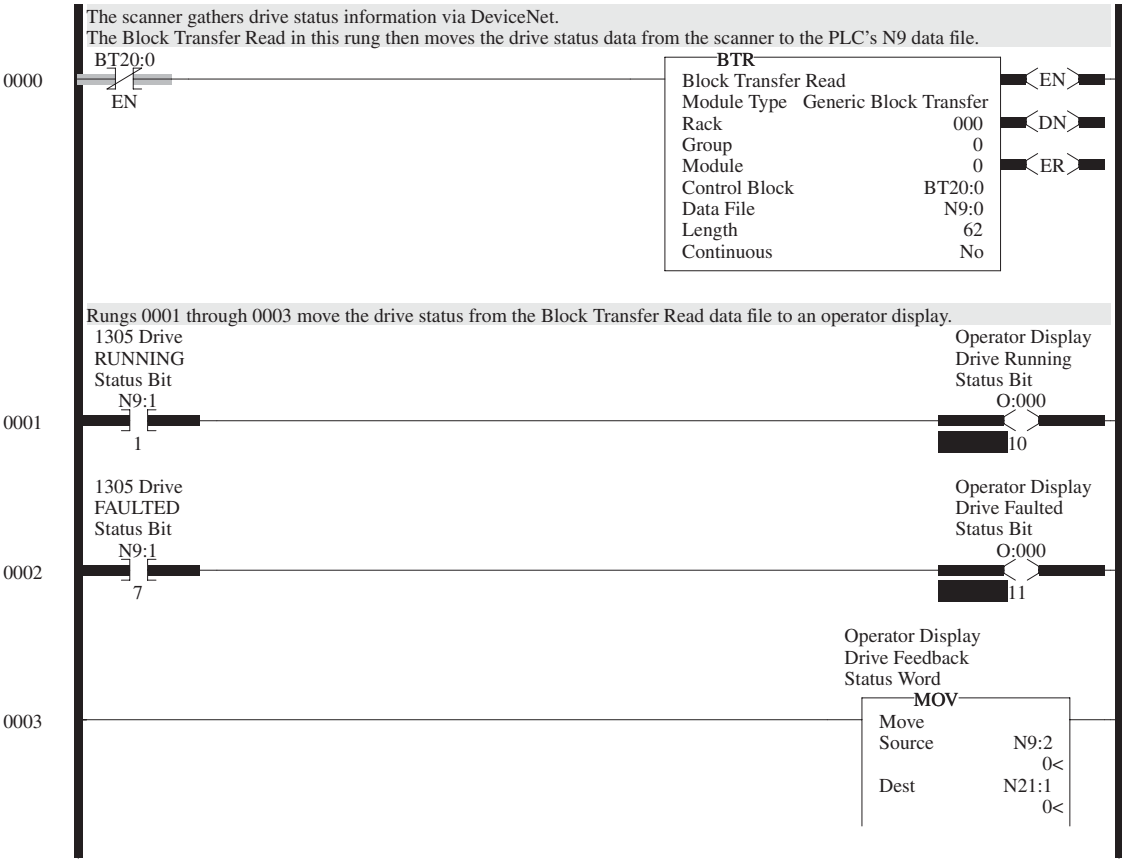 The scanner gathers drive status information via DeviceNet.
The Block Transfer Read in this rung then moves the drive status data from the scanner to the PLC's N9 data file.
0000
BT20:0
EN
BTR
Block Transfer Read
Module Type Generic Block Transfer
Rack 000
Group 0
Module 0
Control Block BT20:0
Data File N9:0
Length 62
Continuous No
EN
DN
ER
Rungs 0001 through 0003 move the drive status from the Block Transfer Read data file to an operator display.
0001
1305 Drive
RUNNING
Status Bit
N9:1
1
Operator Display
Drive Running
Status Bit
O:000
10
0002
1305 Drive
FAULTED
Status Bit
N9:1
7
Operator Display
Drive Faulted
Status Bit
O:000
11
0003
Operator Display
Drive Feedback
Status Word
MOV
Move
Source N9:2
0<
Dest N21:1
0<